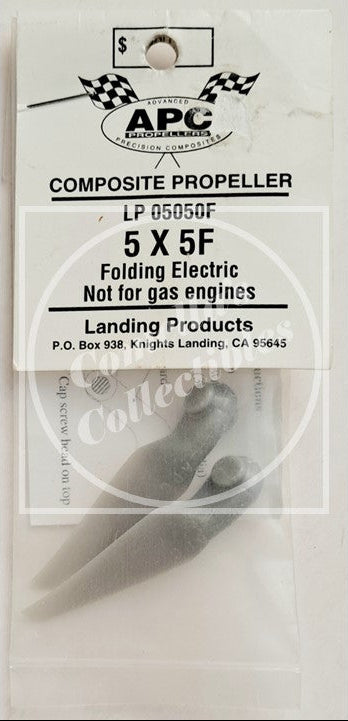 $
ADVANCED
APC
PROPELLERS
PRECISION COMPOSITES
COMPOSITE PROPELLER
LP 05050F
5 X 5F
Folding Electric
Not for gas engines
Landing Products
P.O. Box 938, Knights Landing, CA 95645
Collectibles
Cap screw head on top